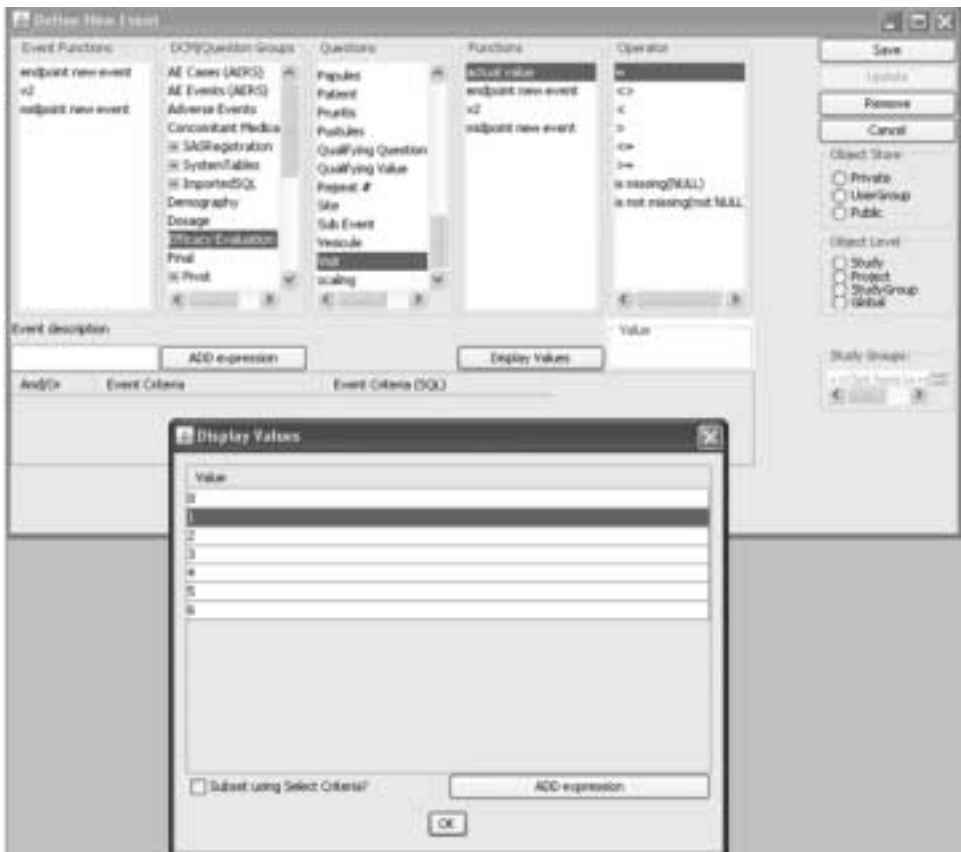 Define New Event
Event Functions
endpoint new event
v2
midpoint new event
DCM/Question Groups
AE Cases (AERS)
AE Events (AERS)
Adverse Events
Concomitant Medica
SASRegistration
SystemTables
ImportedSQL
Demography
Dosage
Efficacy Evaluation
Final
Pivot
Questions
Papules
Patient
Pruritis
Pustules
Qualifying Question
Qualifying Value
Repeat #
Site
Sub Event
Vesicule
Visit
scaling
Functions
actual value
endpoint new event
v2
midpoint new event
Operator
=
<>
<
>
<=
>=
is missing(NULL)
is not missing(not NULL
Save
Update
Remove
Cancel
Object Store
Private
UserGroup
Public
Object Level
Study
Project
StudyGroup
Global
Event description
ADD expression
Display Values
Value
Study Groups:
And/Or Event Criteria Event Criteria (SQL)
Display Values
Value
0
1
2
3
4
5
6
Subset using Select Criteria?
ADD expression
OK